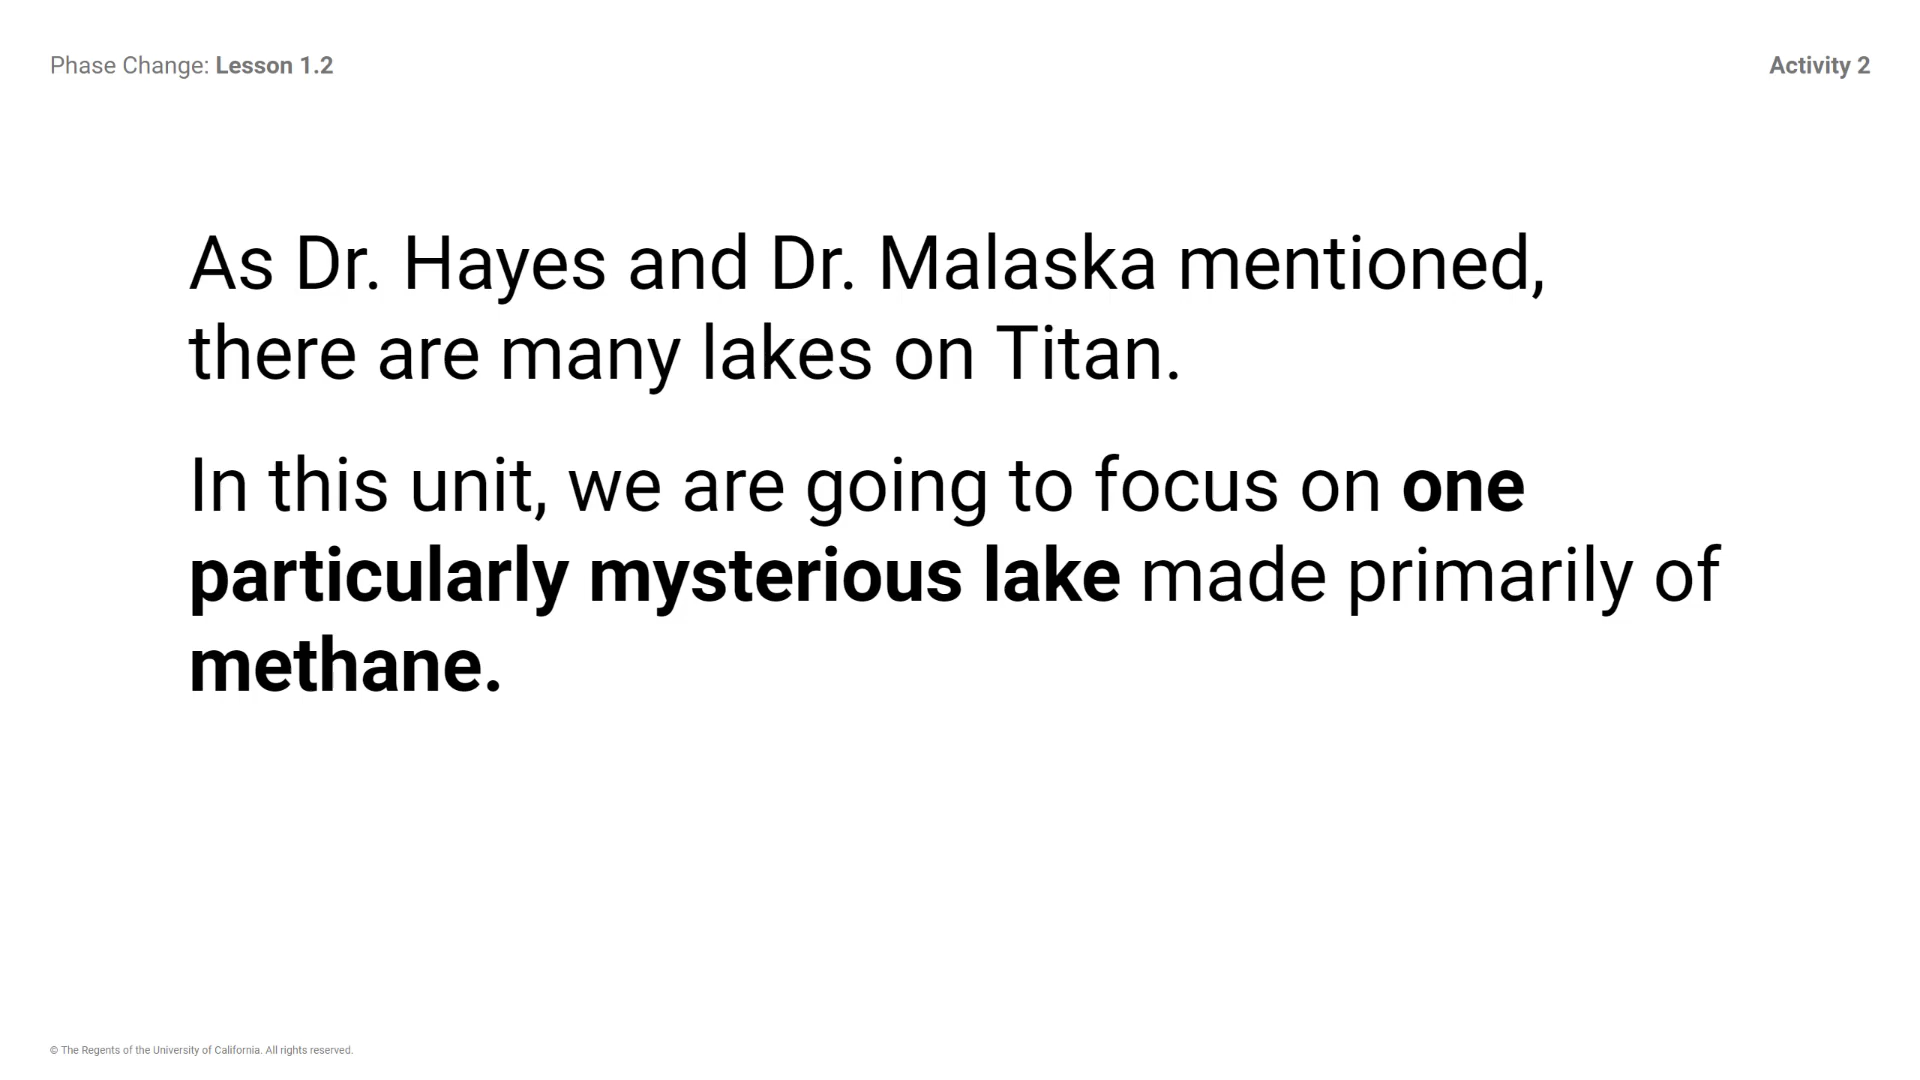 Phase Change: Lesson 1.2
Activity 2
As Dr. Hayes and Dr. Malaska mentioned,
there are many lakes on Titan.
In this unit, we are going to focus on one
particularly mysterious lake made primarily of
methane.
© The Regents of the University of California. All rights reserved.